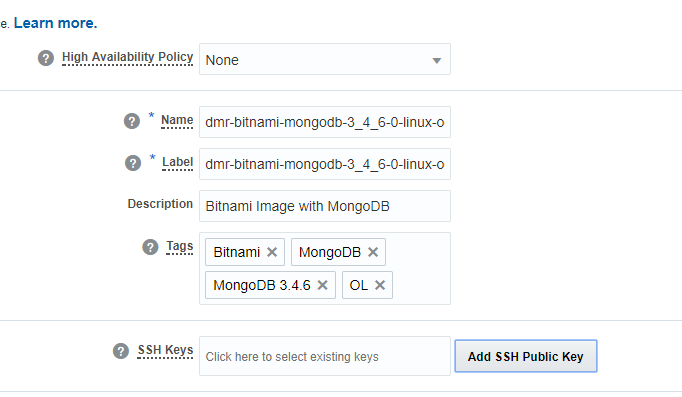 e. Learn more.
? High Availability Policy None
? * Name dmr-bitnami-mongodb-3_4_6-0-linux-o
? * Label dmr-bitnami-mongodb-3_4_6-0-linux-o
Description Bitnami Image with MongoDB
? Tags Bitnami × MongoDB ×
MongoDB 3.4.6 × OL ×
? SSH Keys Click here to select existing keys Add SSH Public Key